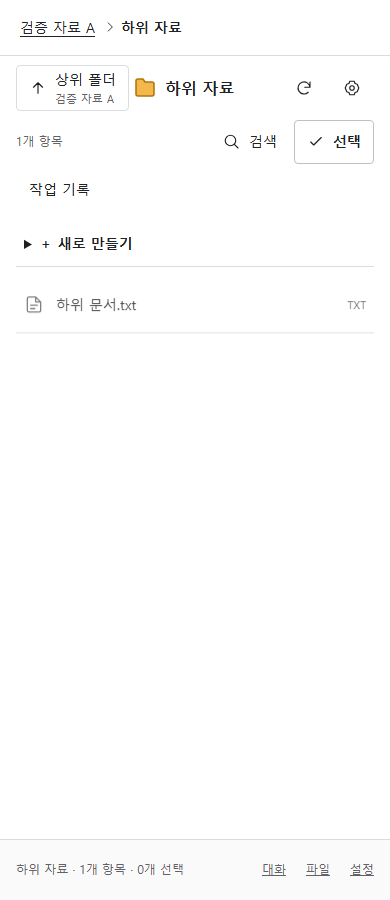 검증 자료 A > 하위 자료
상위 폴더
검증 자료 A
하위 자료
1개 항목
검색
선택
작업 기록
+ 새로 만들기
하위 문서.txt TXT
하위 자료 · 1개 항목 · 0개 선택 대화 파일 설정